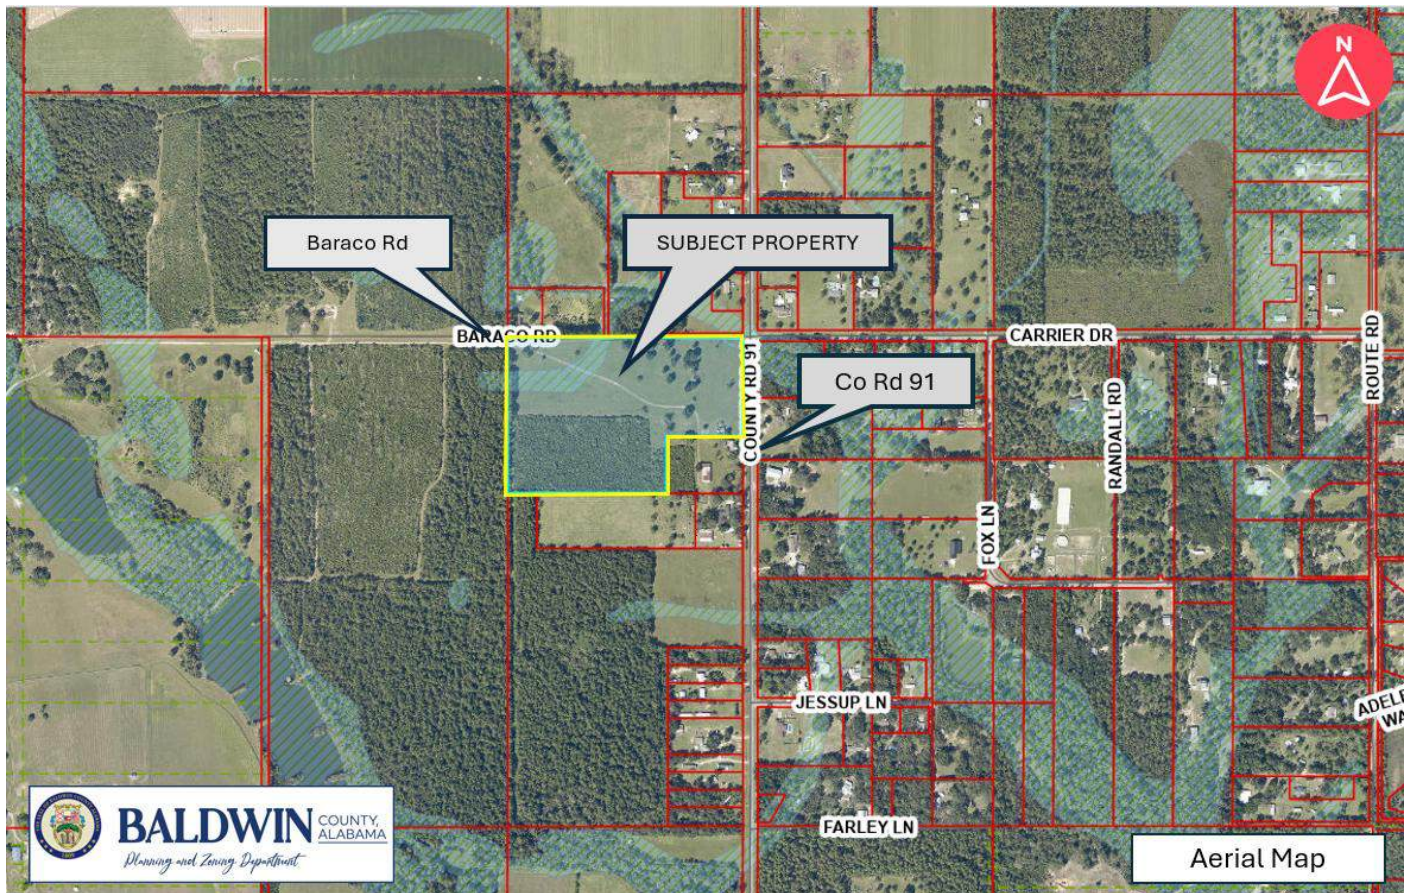 N
Baraco Rd
SUBJECT PROPERTY
BARACO RD
CARRIER DR
COUNTY RD 91
Co Rd 91
RANDALL RD
ROUTE RD
FOX LN
JESSUP LN
ADELE
WA
FARLEY LN
BALDWIN COUNTY, ALABAMA
Planning and Zoning Department
Aerial Map